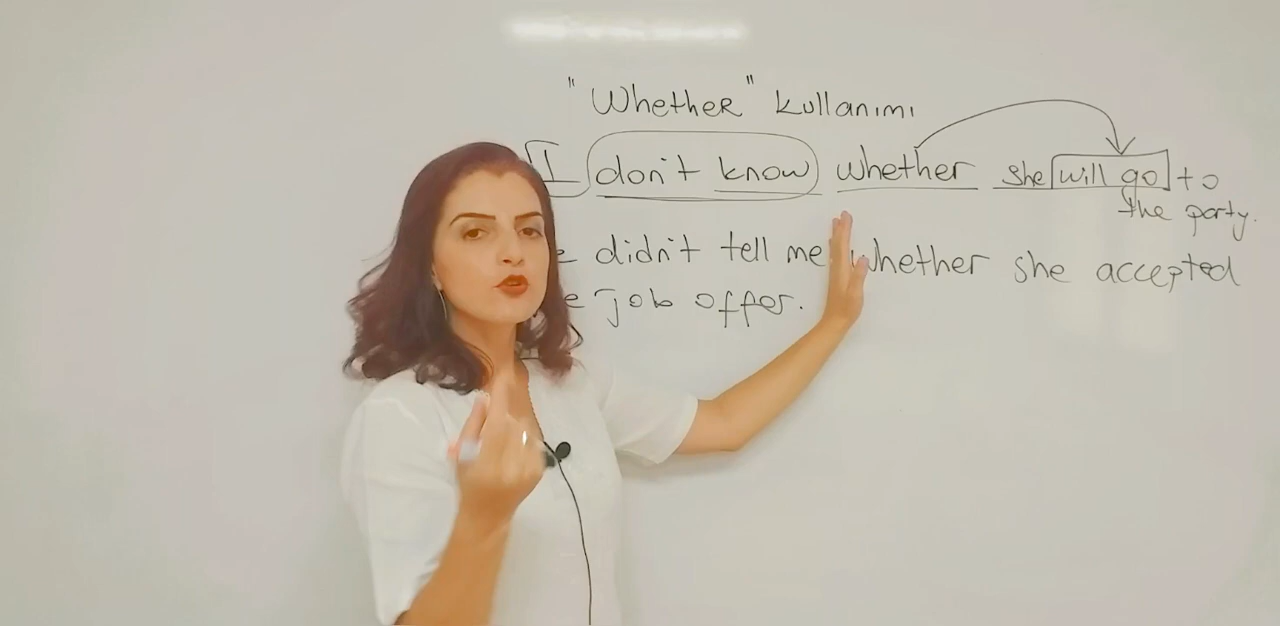 "Whether" kullanımı
I don't know whether she will go to
the party.
didn't tell me whether she accepted
job offer.